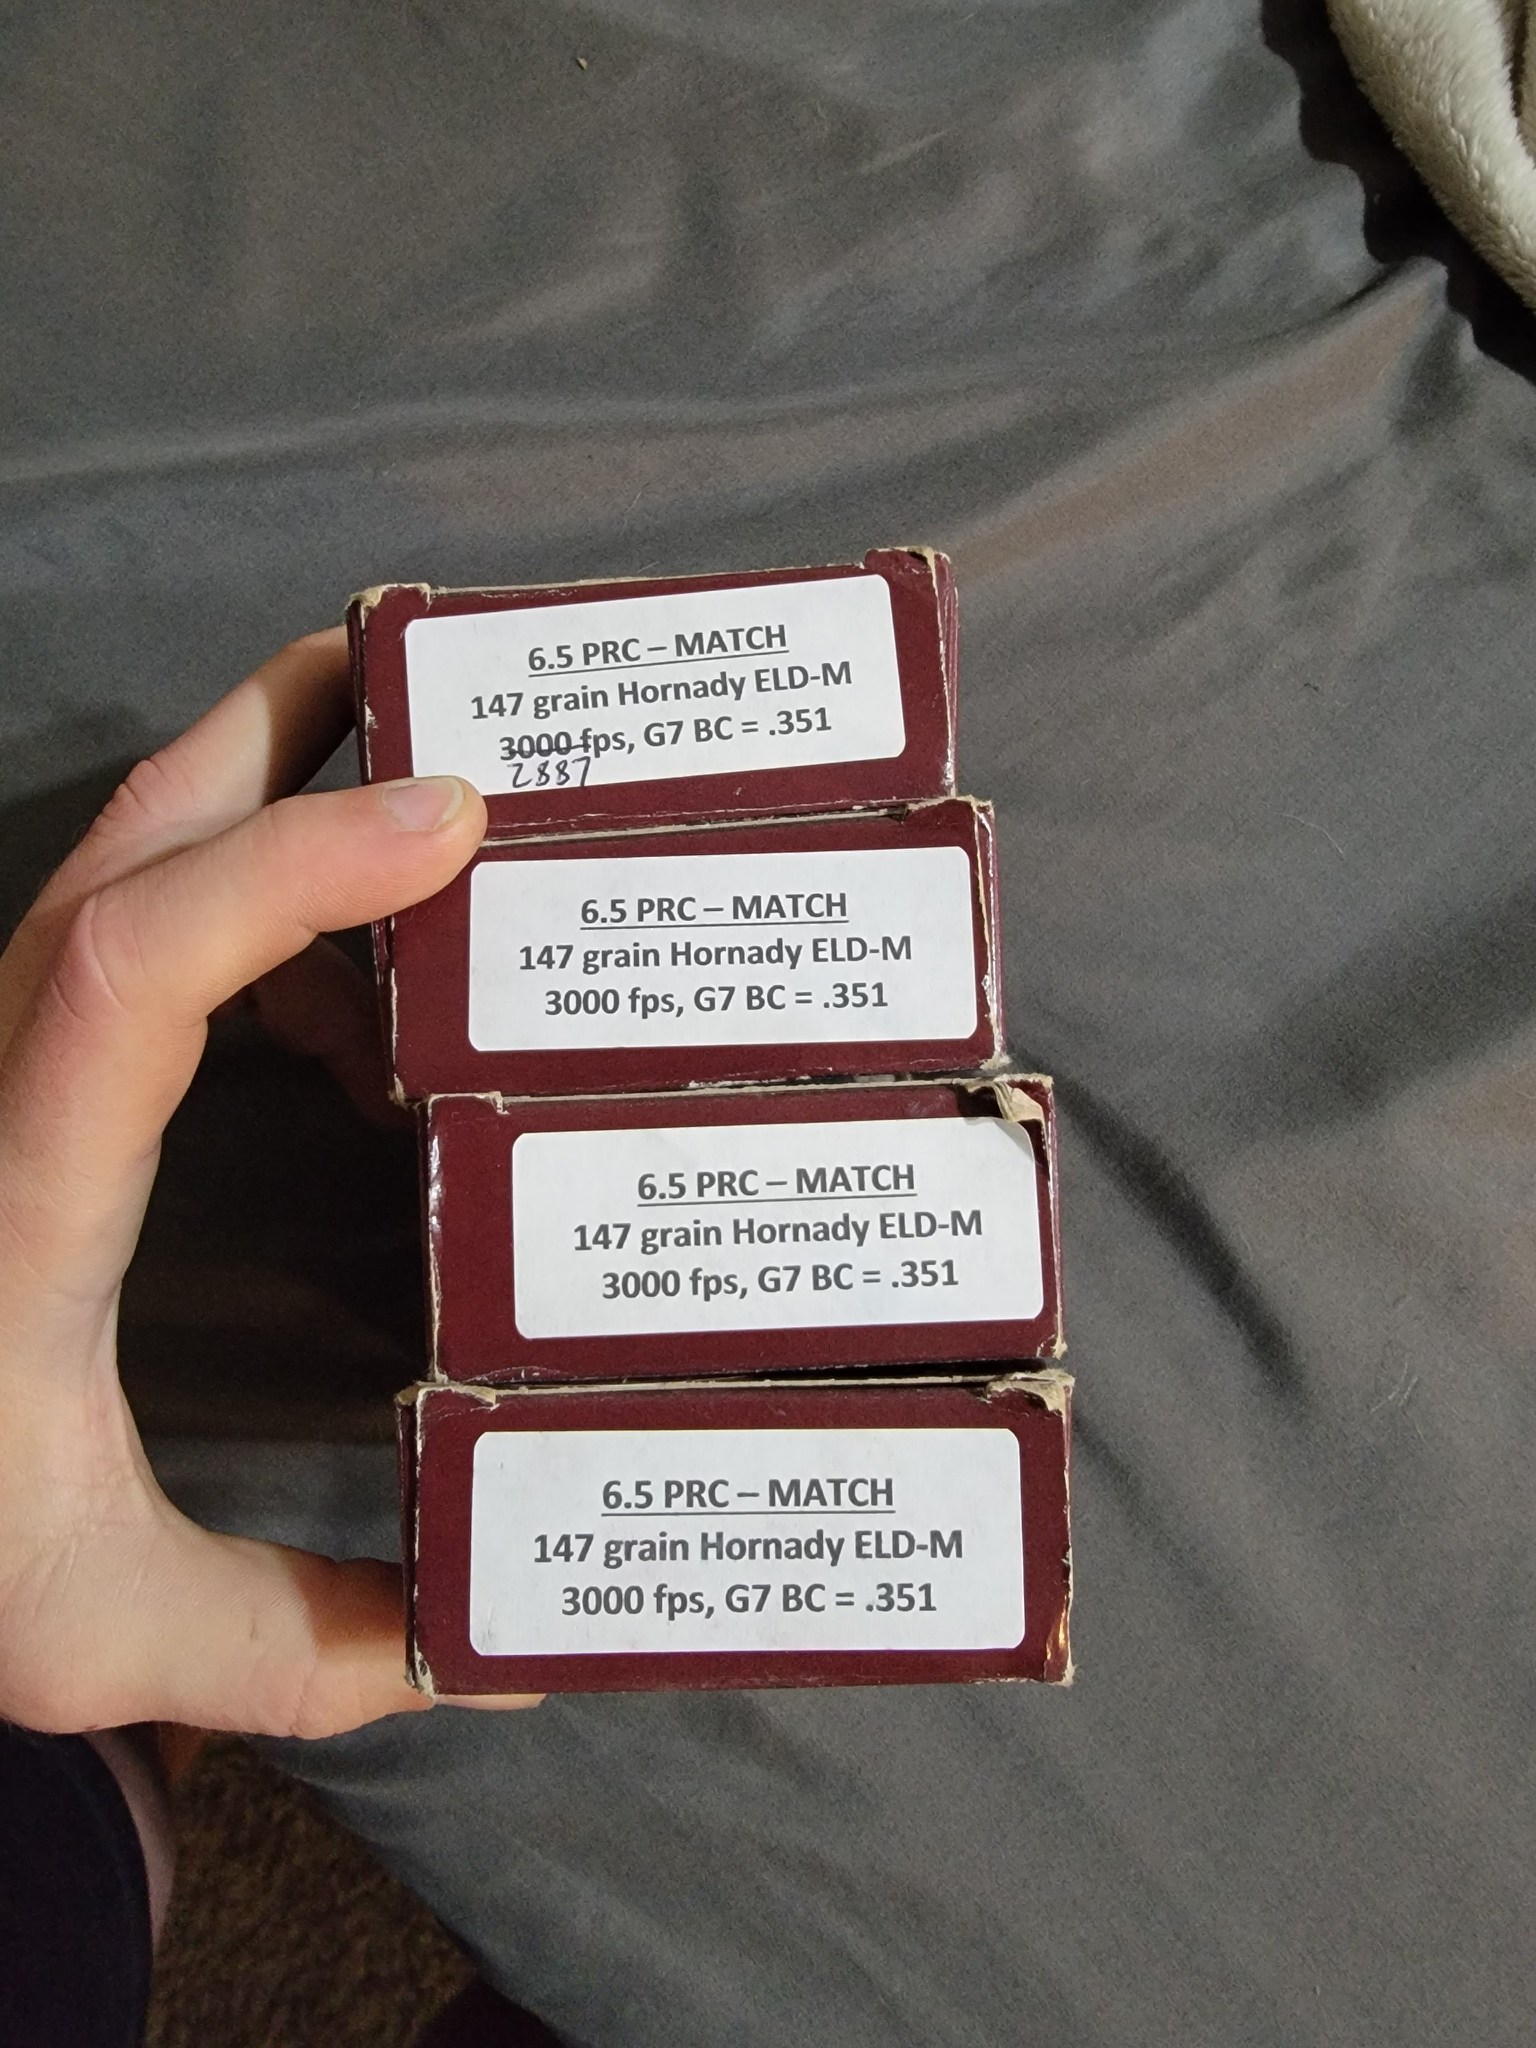 6.5 PRC – MATCH
147 grain Hornady ELD-M
3000 fps, G7 BC = .351
2887
6.5 PRC – MATCH
147 grain Hornady ELD-M
3000 fps, G7 BC = .351
6.5 PRC – MATCH
147 grain Hornady ELD-M
3000 fps, G7 BC = .351
6.5 PRC – MATCH
147 grain Hornady ELD-M
3000 fps, G7 BC = .351